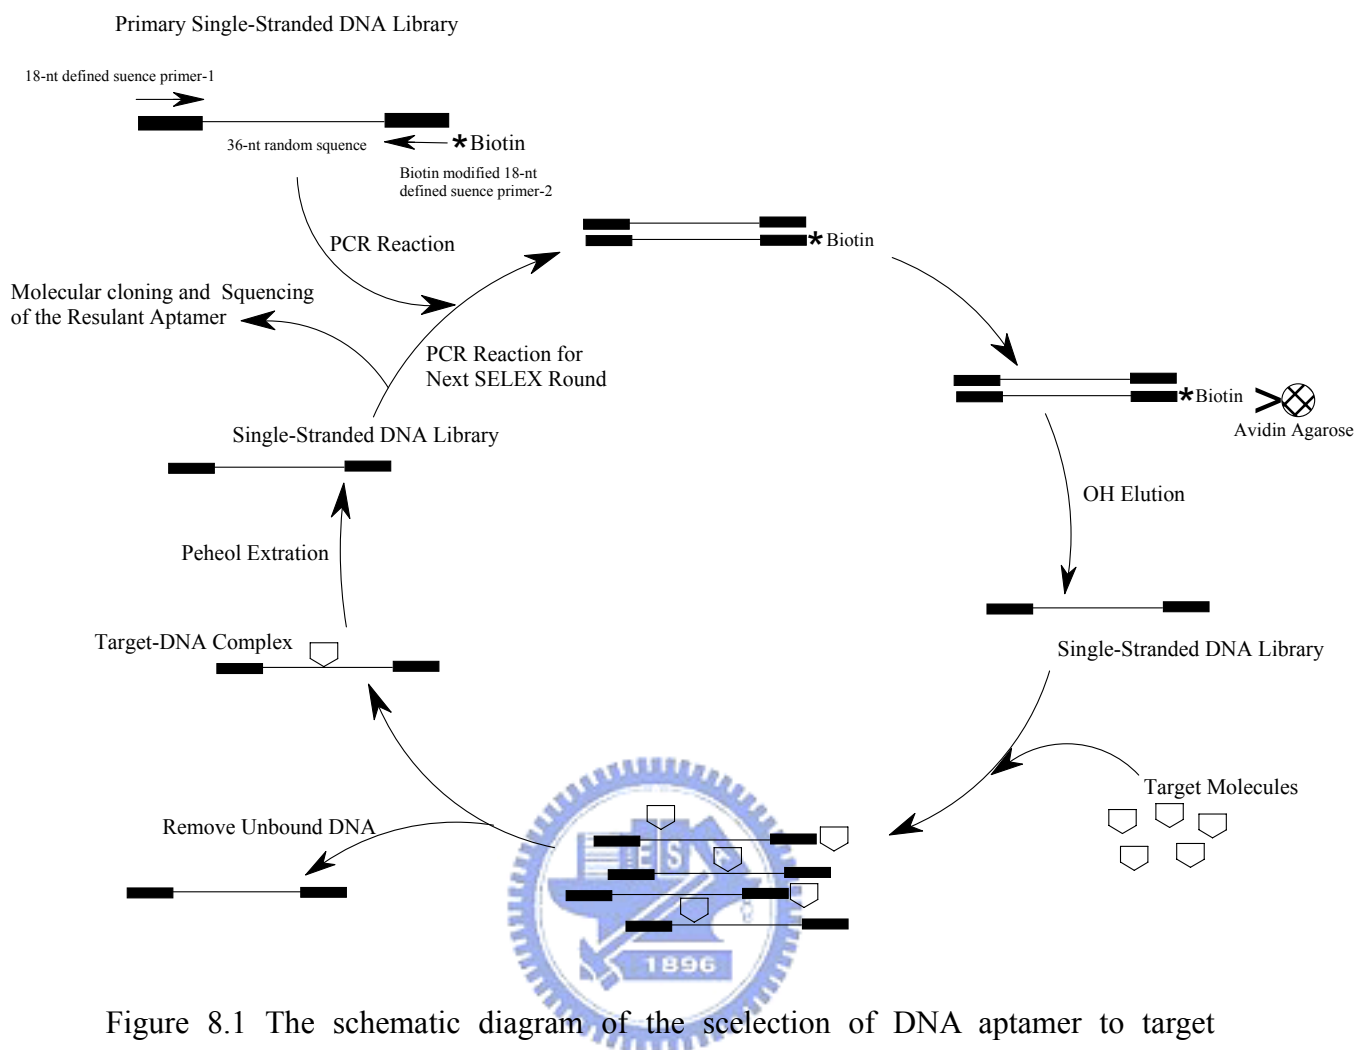 Primary Single-Stranded DNA Library
18-nt defined suence primer-1
36-nt random squence
*Biotin
Biotin modified 18-nt
defined suence primer-2
PCR Reaction
*Biotin
Molecular cloning and Squencing
of the Resulant Aptamer
PCR Reaction for
Next SELEX Round
*Biotin
Avidin Agarose
Single-Stranded DNA Library
OH Elution
Peheol Extration
Target-DNA Complex
Single-Stranded DNA Library
Target Molecules
Remove Unbound DNA
E S
1896
Figure 8.1 The schematic diagram of the scelection of DNA aptamer to target